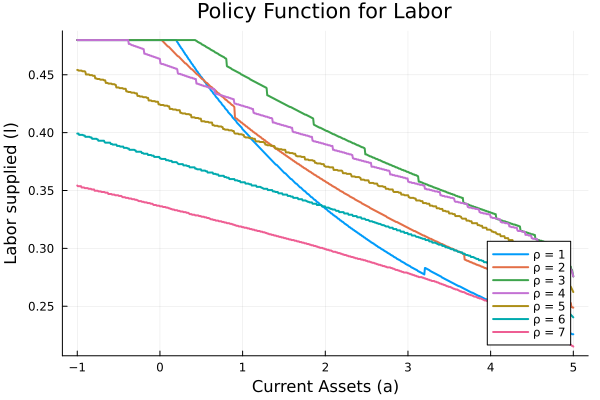 Policy Function for Labor
Labor supplied (l)
0.45
0.40
0.35
0.30
0.25
ρ = 1
ρ = 2
ρ = 3
ρ = 4
ρ = 5
ρ = 6
ρ = 7
−1 0 1 2 3 4 5
Current Assets (a)